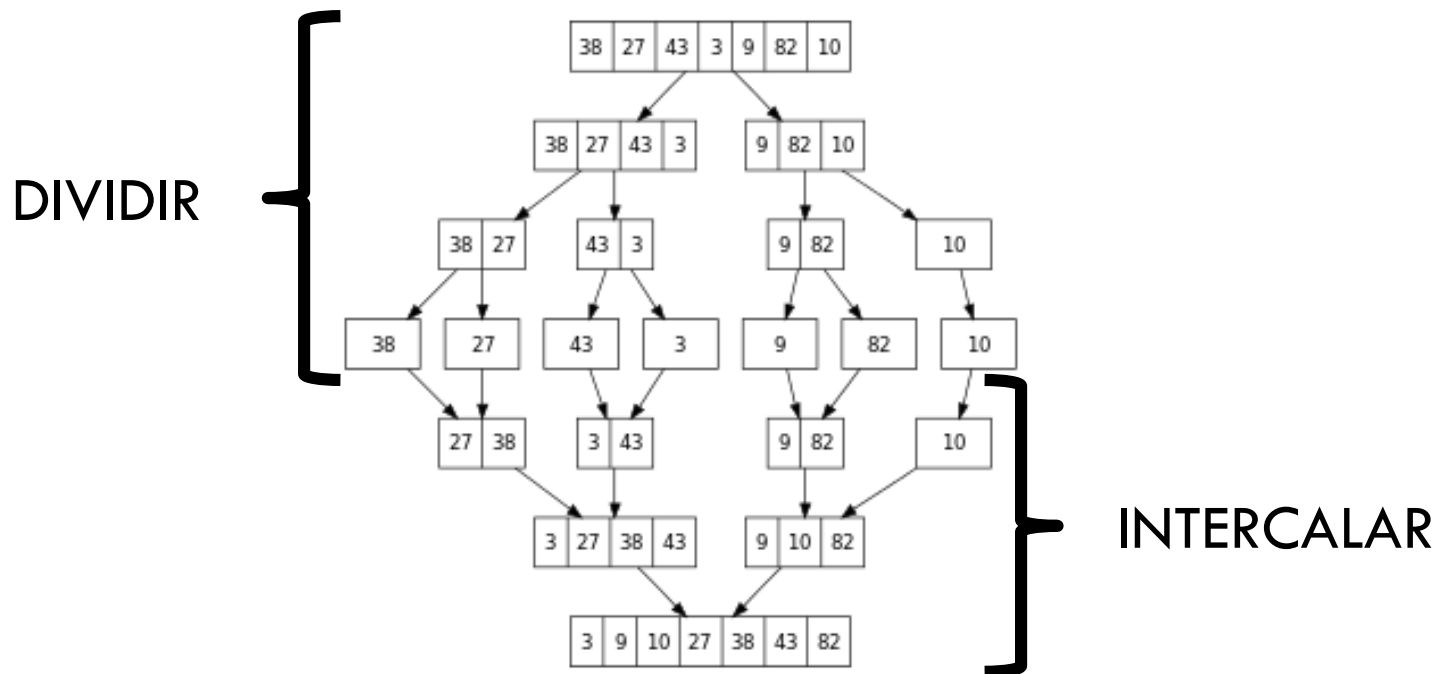 38 27 43 3 9 82 10
38 27 43 3 9 82 10
DIVIDIR
38 27 43 3 9 82 10
38 27 43 3 9 82 10
27 38 3 43 9 82 10
3 27 38 43 9 10 82
INTERCALAR
3 9 10 27 38 43 82